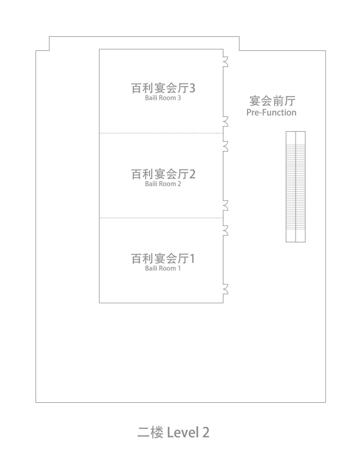 百利宴会厅3
Baili Room 3
宴会前厅
Pre-Function
百利宴会厅2
Baili Room 2
百利宴会厅1
Baili Room 1
二楼 Level 2